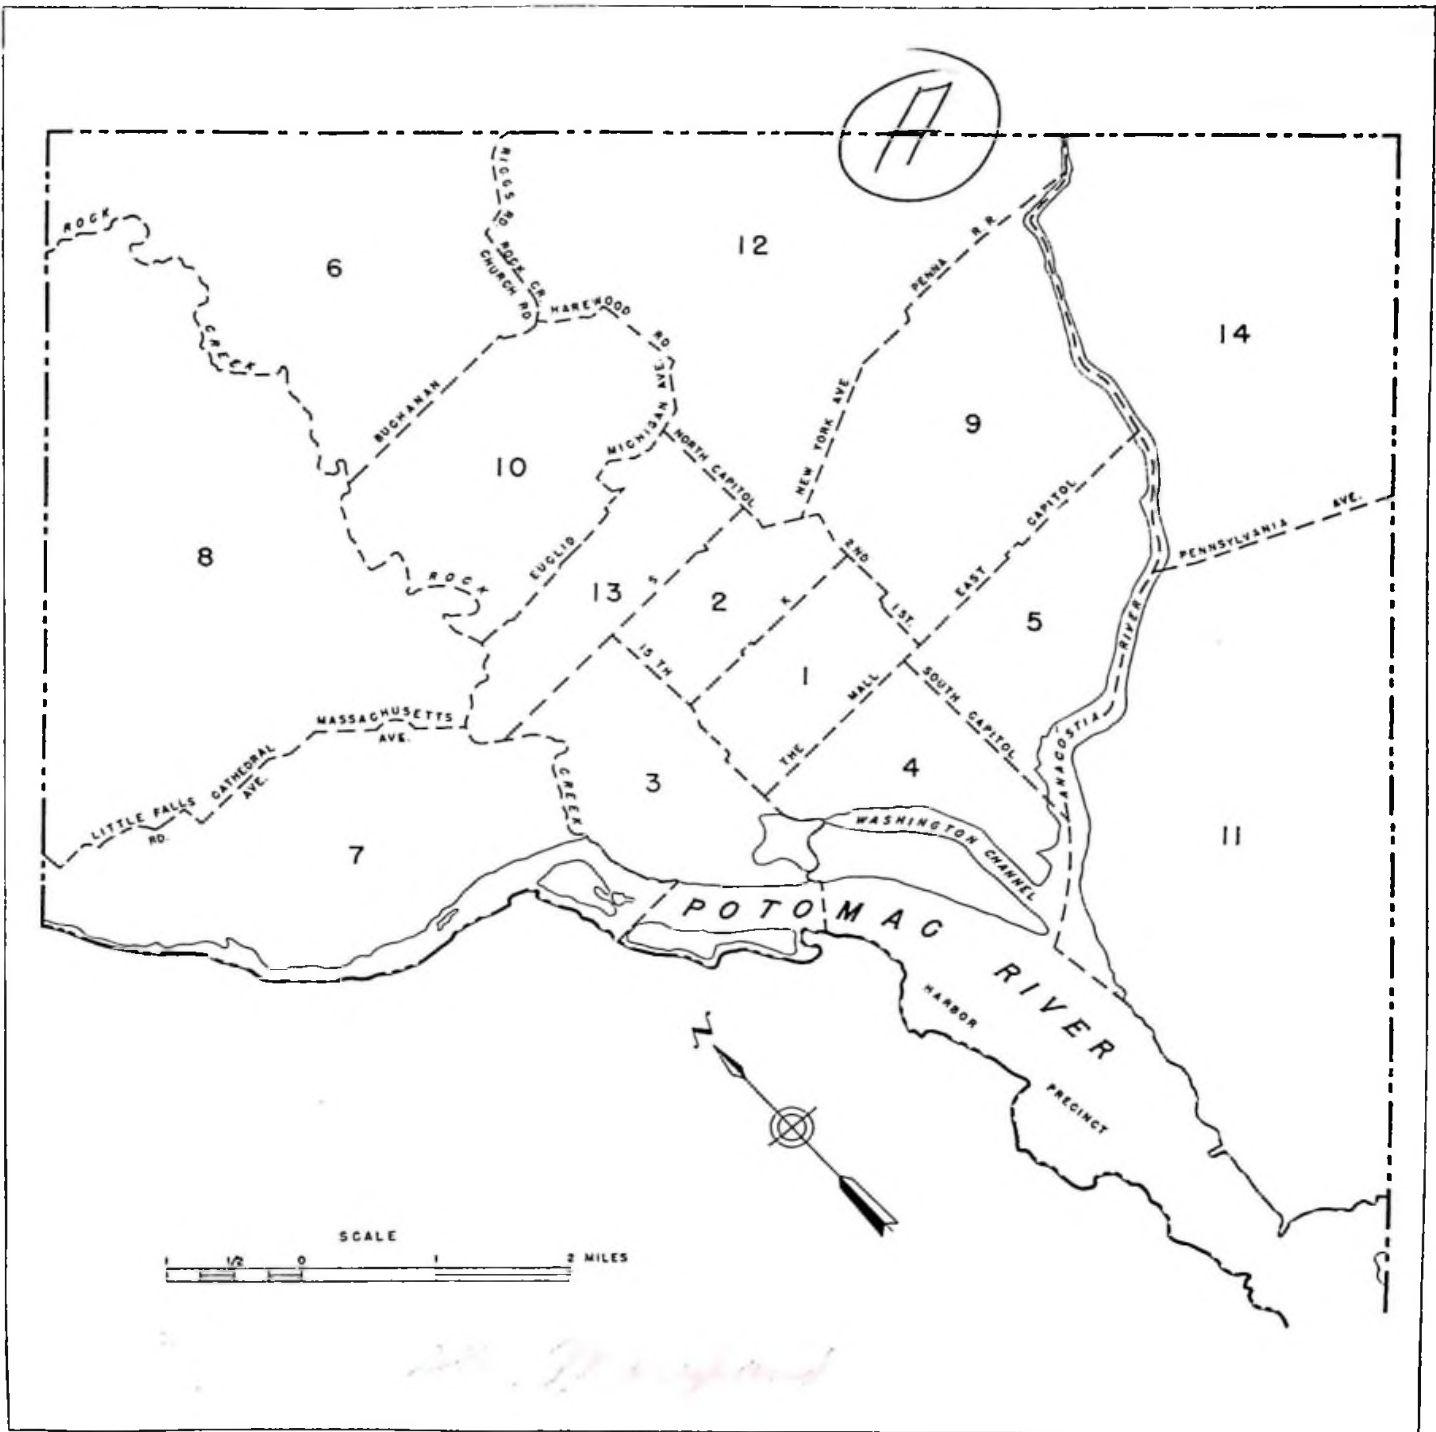 ROCK
CREEK
RIGGS RD.
ROCK CR.
CHURCH RD.
HAREWOOD RD.
MICHIGAN AVE.
BUCHANAN
NORTH CAPITOL
NEW YORK AVE
PENNA R R
6
12
14
9
10
8
13
2
1
5
3
4
7
11
EUCLID
ROCK
CREEK
S
K
15 TH
2ND
1 ST.
EAST CAPITOL
THE MALL
SOUTH CAPITOL
PENNSYLVANIA AVE.
ANACOSTIA RIVER
MASSACHUSETTS
AVE.
CATHEDRAL
AVE.
LITTLE FALLS
RD.
WASHINGTON CHANNEL
POTOMAC RIVER
HARBOR PRECINCT
N
SCALE
1 1/2 0 1 2 MILES